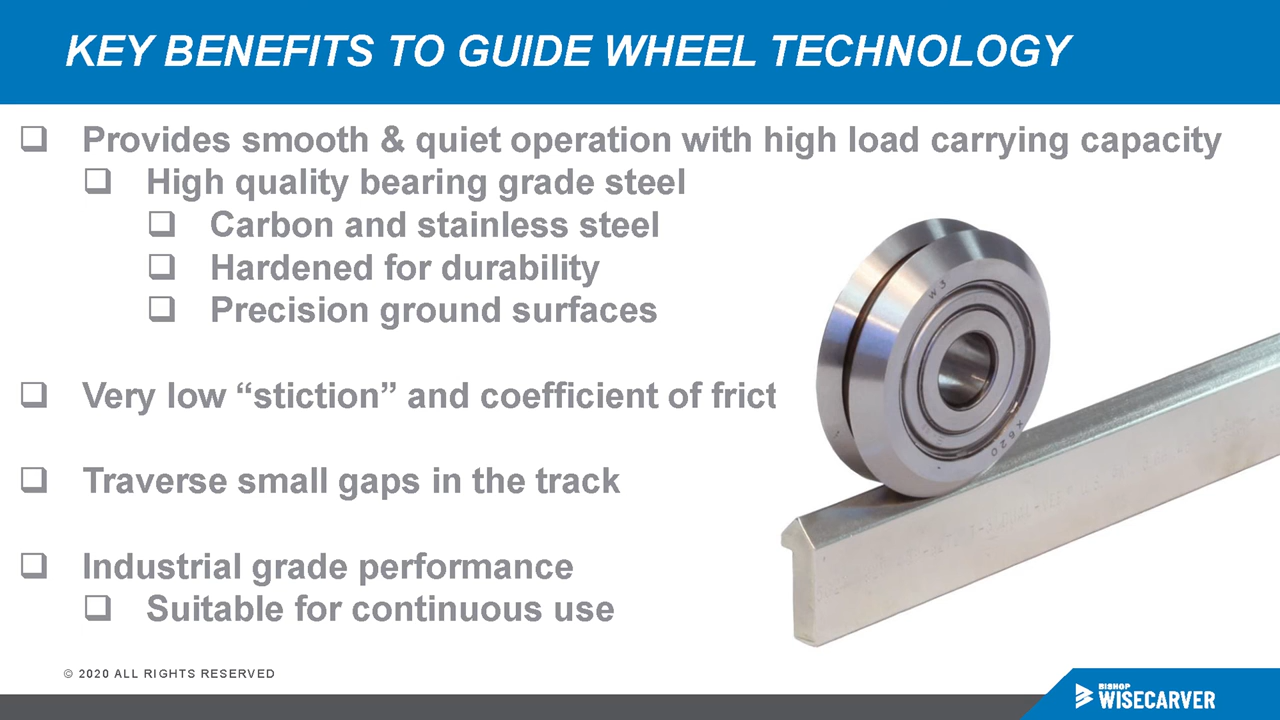 KEY BENEFITS TO GUIDE WHEEL TECHNOLOGY
Provides smooth & quiet operation with high load carrying capacity
High quality bearing grade steel
Carbon and stainless steel
Hardened for durability
Precision ground surfaces
Very low “stiction” and coefficient of frict
Traverse small gaps in the track
Industrial grade performance
Suitable for continuous use
W3
X620
© 2020 ALL RIGHTS RESERVED
BISHOP
WISECARVER